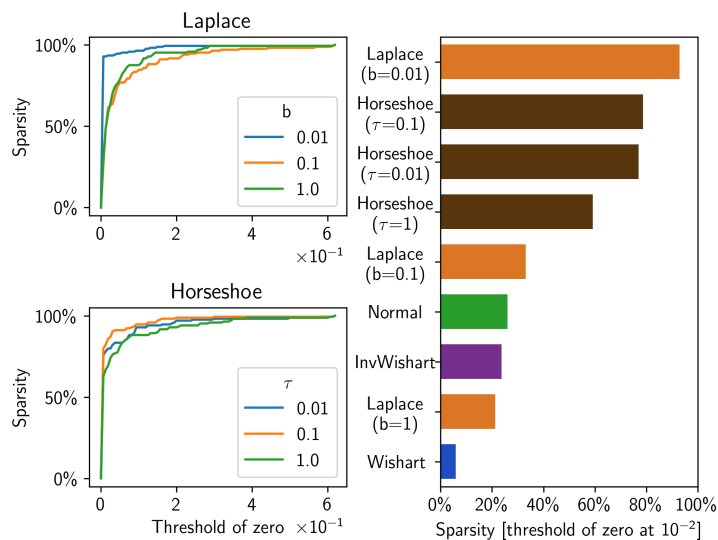 Laplace
100%
50%
0%
Sparsity
b
0.01
0.1
1.0
0 2 4 6
×10⁻¹
Horseshoe
100%
50%
0%
Sparsity
τ
0.01
0.1
1.0
0 2 4 6
Threshold of zero ×10⁻¹
Laplace
(b=0.01)
Horseshoe
(τ=0.1)
Horseshoe
(τ=0.01)
Horseshoe
(τ=1)
Laplace
(b=0.1)
Normal
InvWishart
Laplace
(b=1)
Wishart
0% 20% 40% 60% 80% 100%
Sparsity [threshold of zero at 10⁻²]